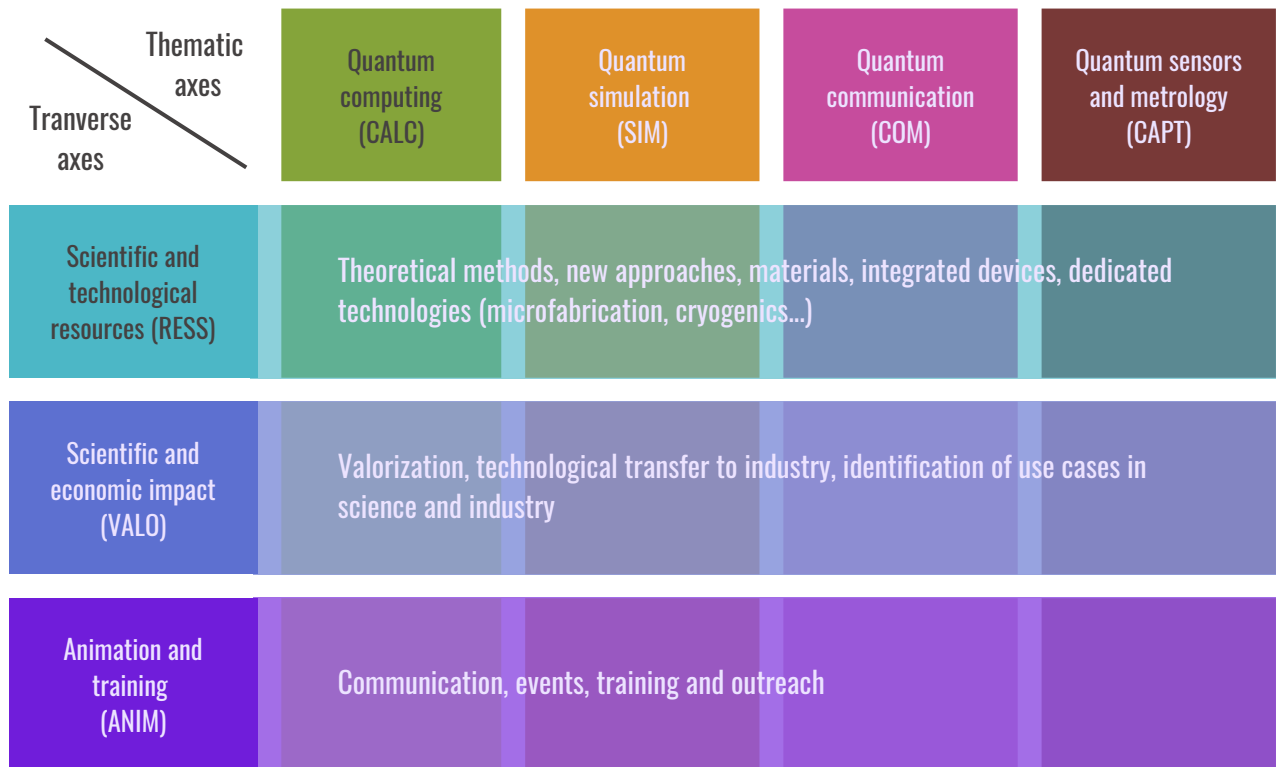 Thematic
axes
Tranverse
axes
Quantum
computing
(CALC)
Quantum
simulation
(SIM)
Quantum
communication
(COM)
Quantum sensors
and metrology
(CAPT)
Scientific and
technological
resources (RESS)
Theoretical methods, new approaches, materials, integrated devices, dedicated
technologies (microfabrication, cryogenics...)
Scientific and
economic impact
(VALO)
Valorization, technological transfer to industry, identification of use cases in
science and industry
Animation and
training
(ANIM)
Communication, events, training and outreach